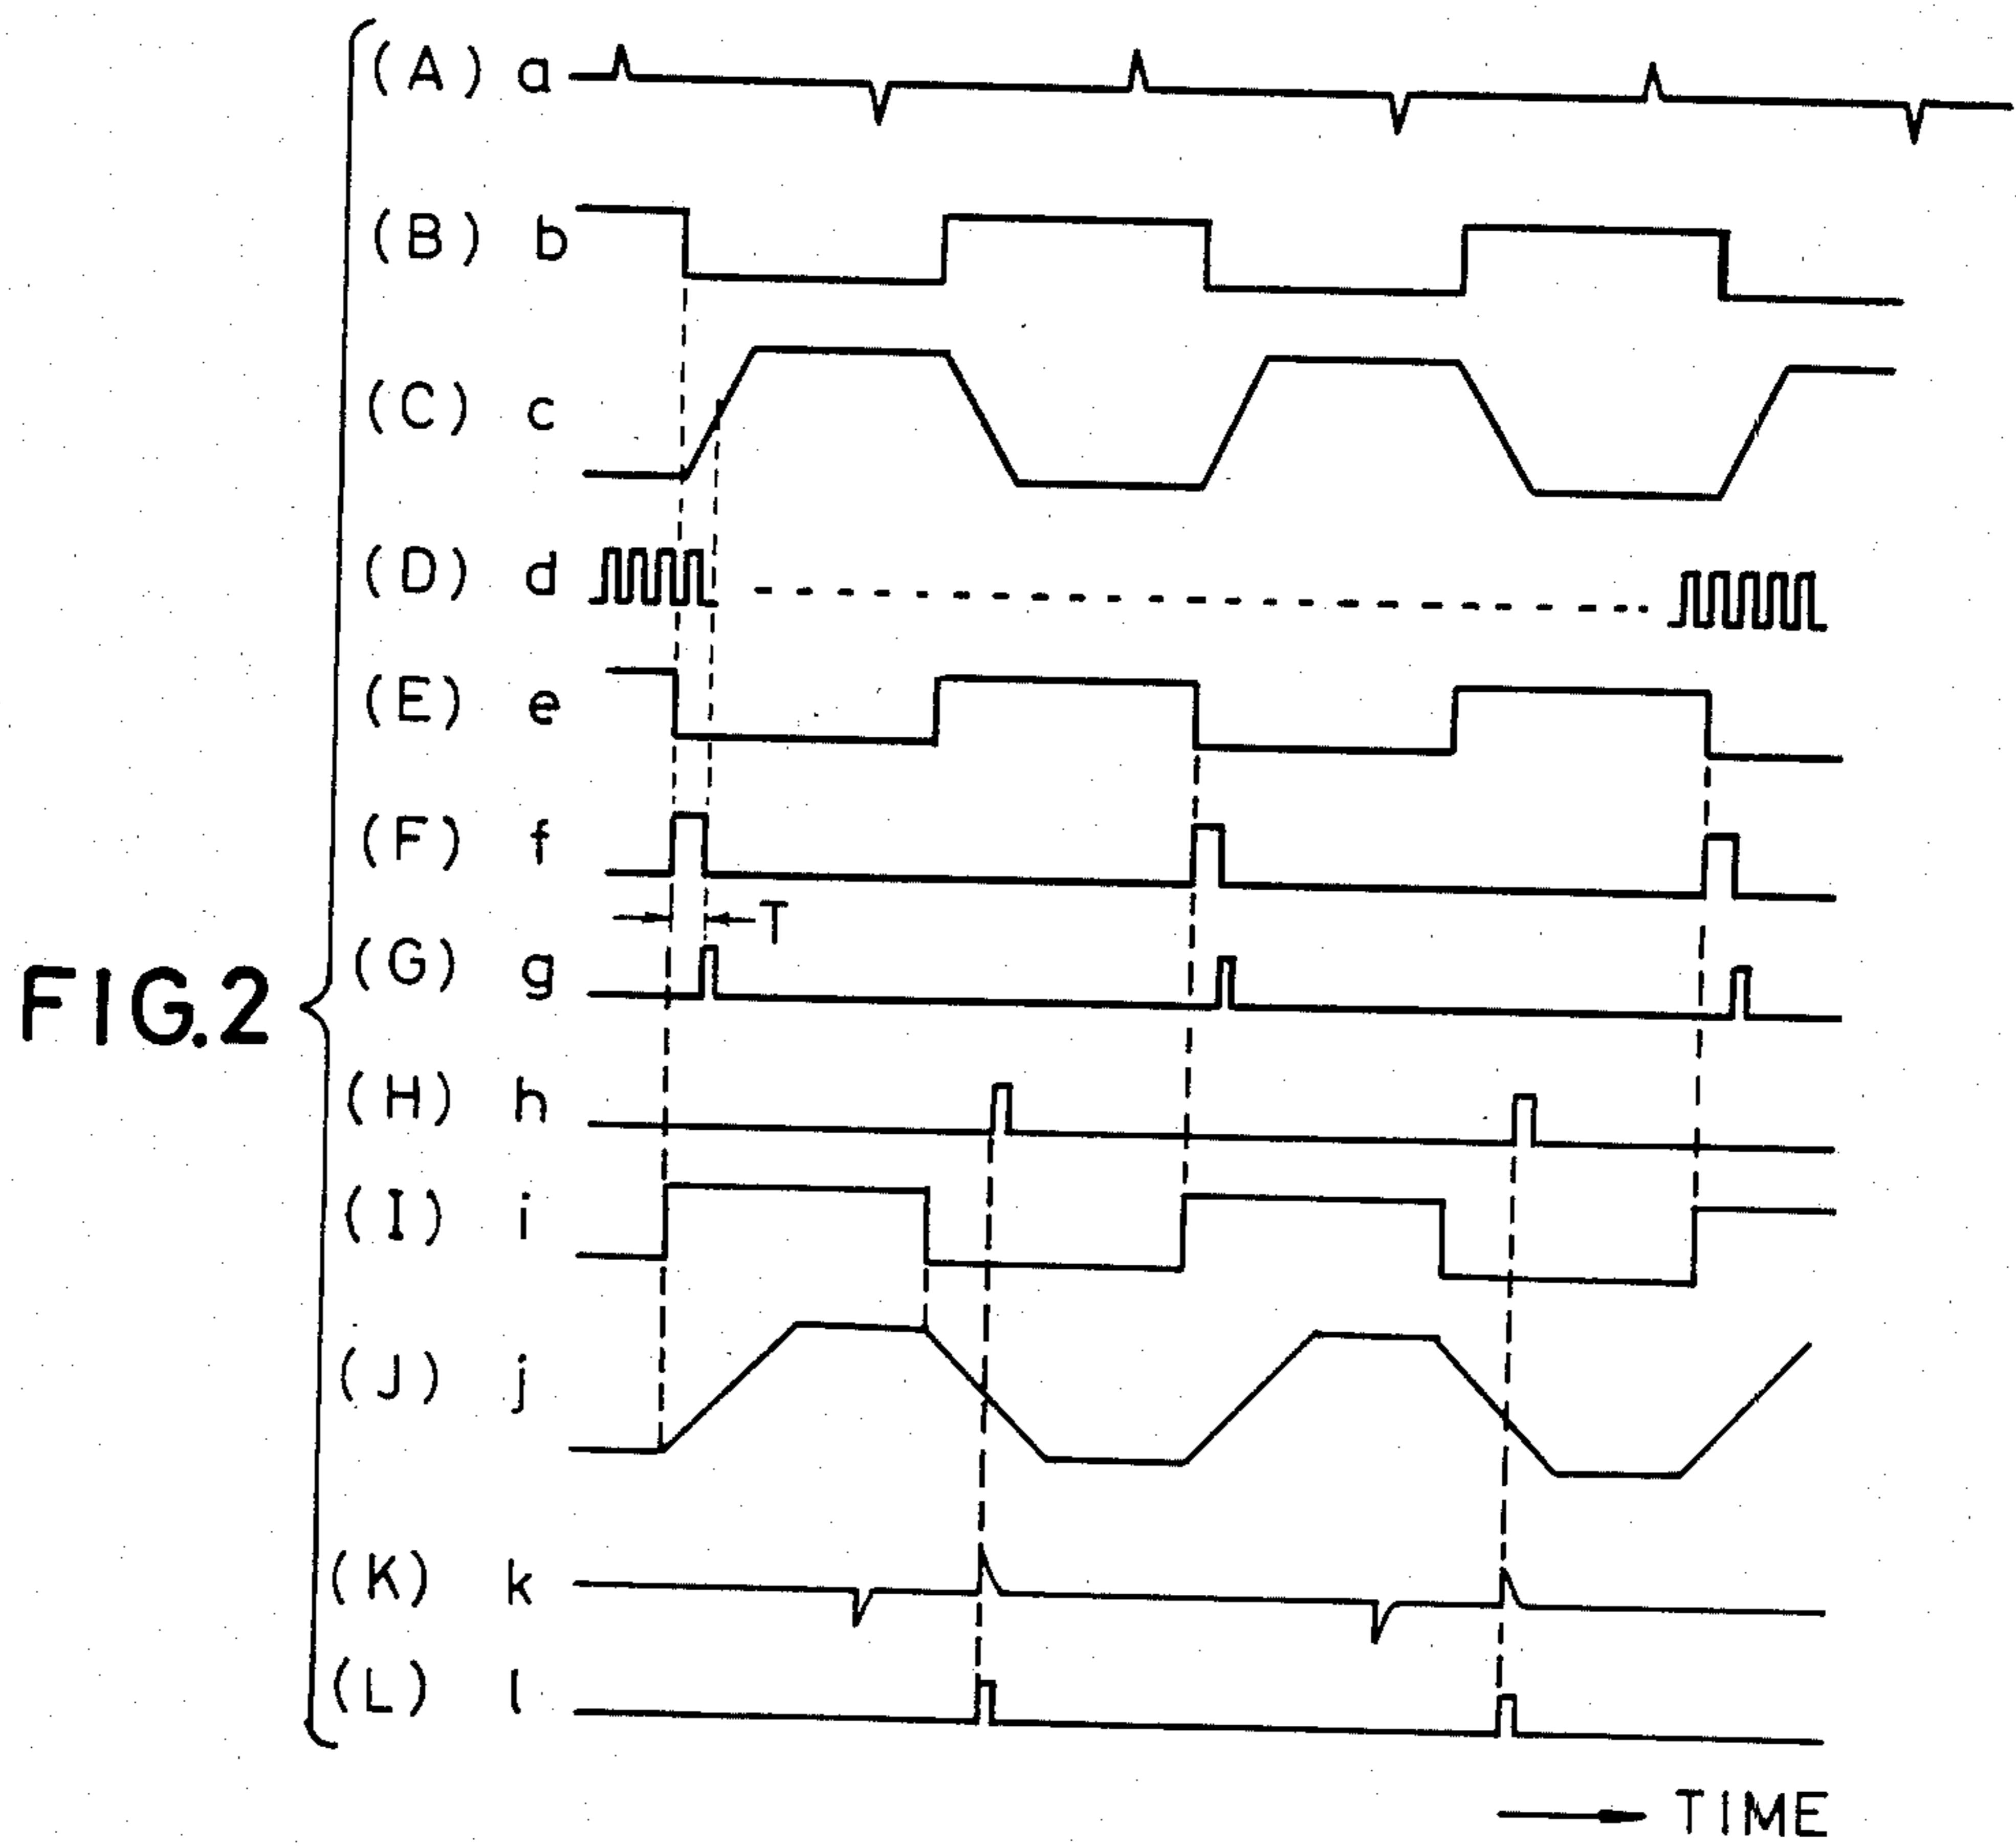 (A) a
(B) b
(C) c
(D) d
(E) e
(F) f
T
(G) g
FIG.2
(H) h
(I) i
(J) j
(K) k
(L) l
TIME